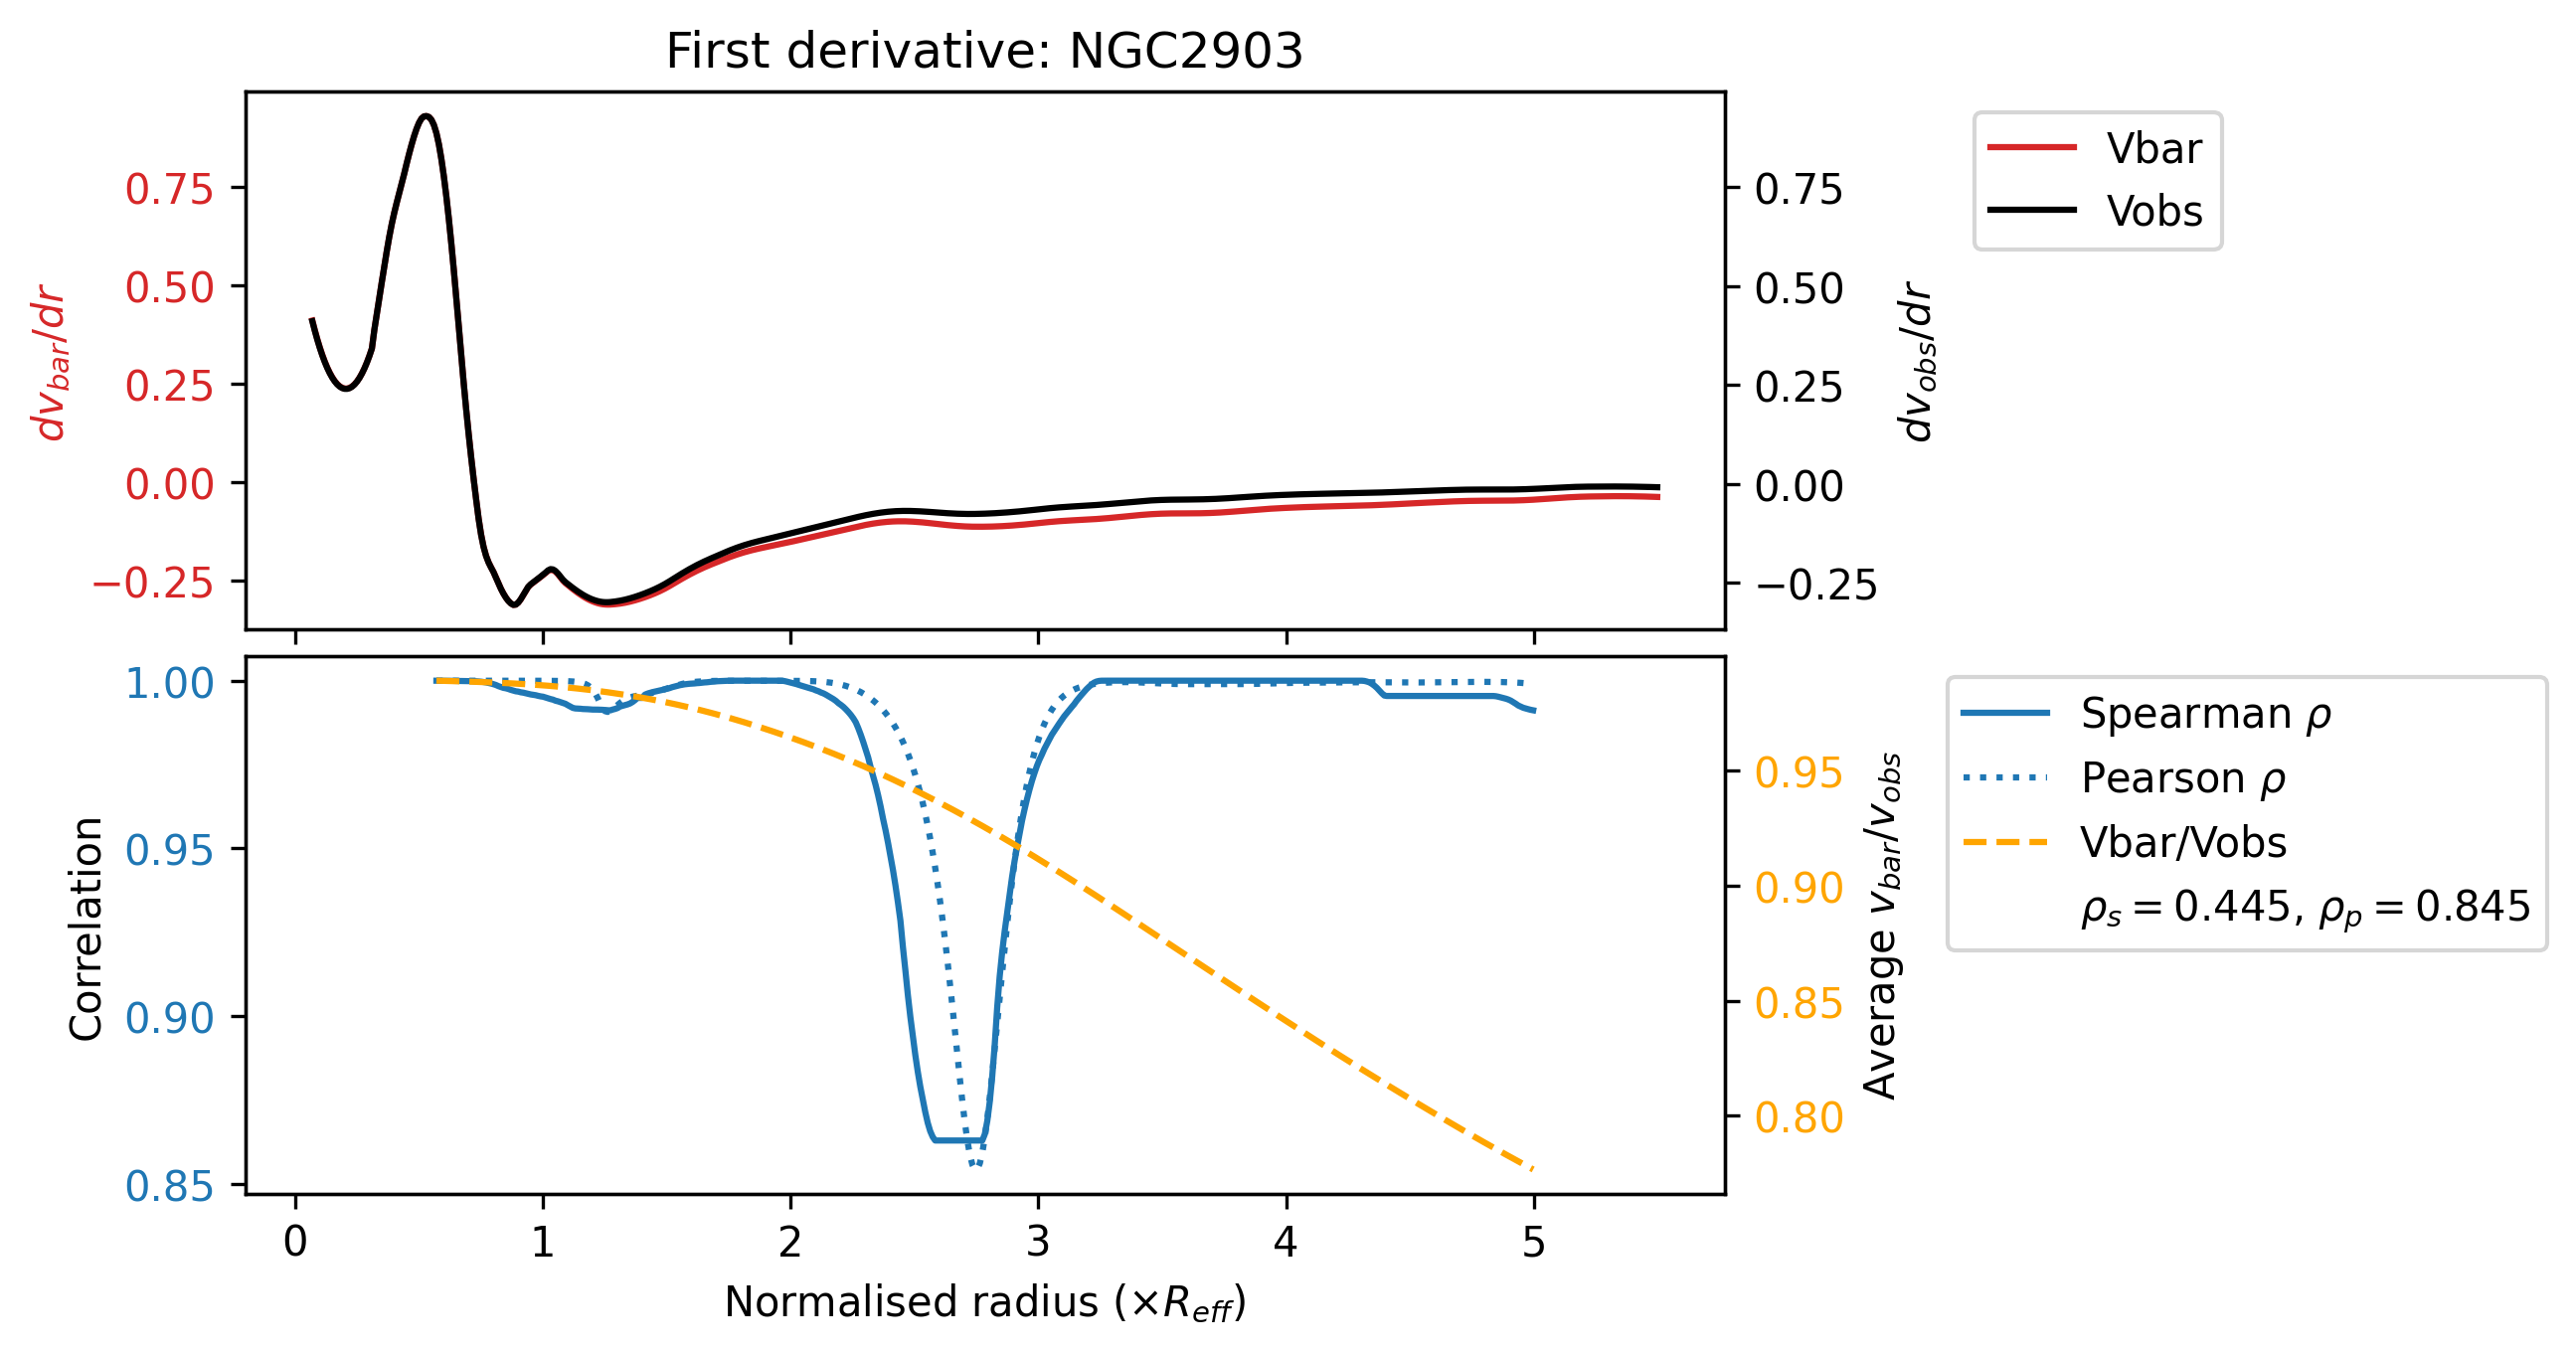 First derivative: NGC2903
dv_bar/dr
0.75
0.50
0.25
0.00
−0.25
0.75
0.50
0.25
0.00
−0.25
dv_obs/dr
Vbar
Vobs
Correlation
1.00
0.95
0.90
0.85
0.95
0.90
0.85
0.80
Average v_bar/v_obs
Spearman ρ
Pearson ρ
Vbar/Vobs
ρ_s = 0.445, ρ_p = 0.845
0 1 2 3 4 5
Normalised radius (×R_eff)